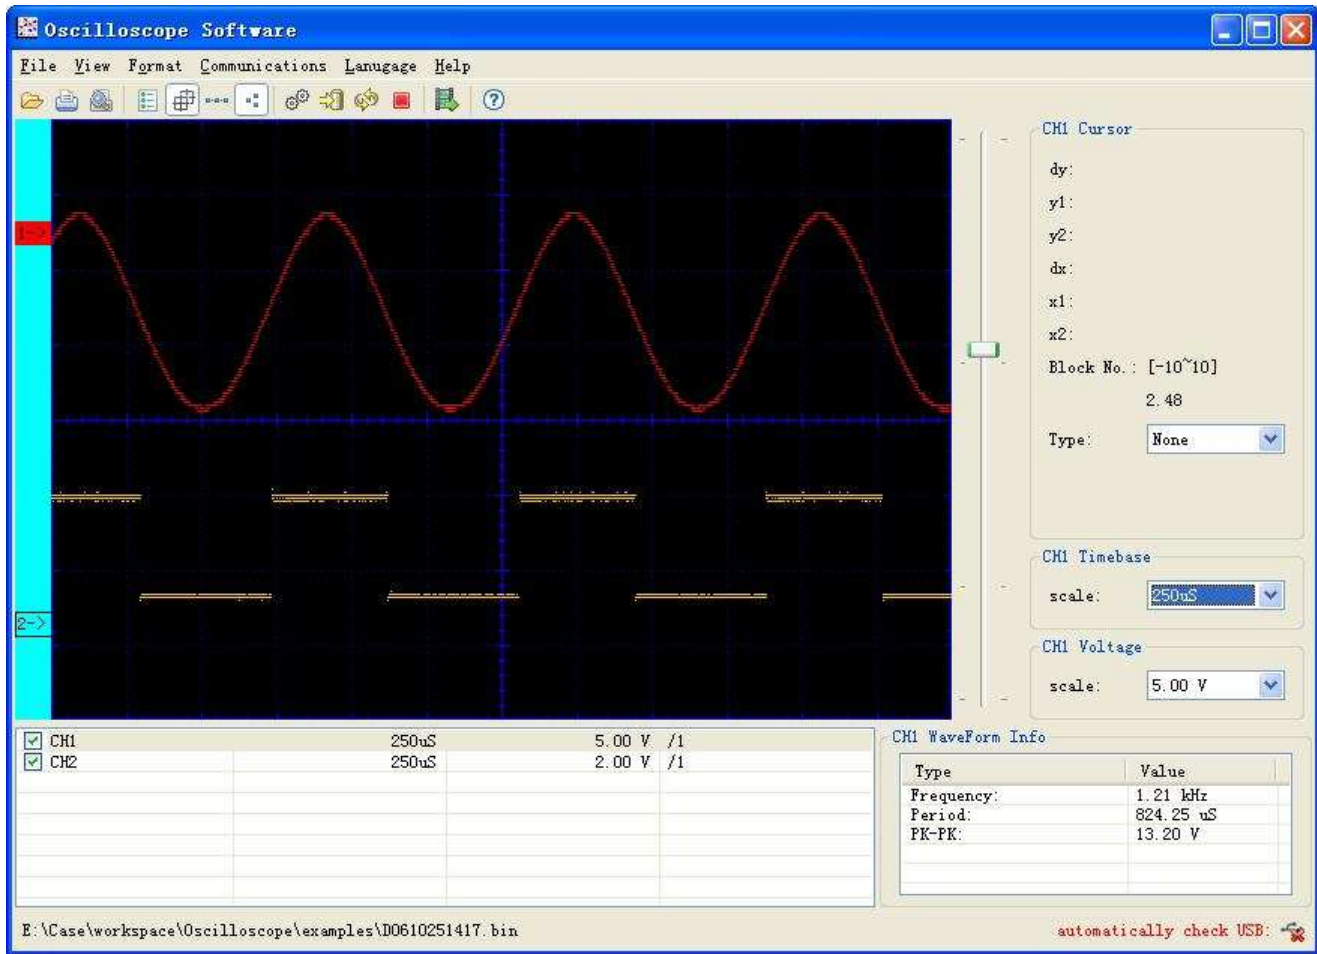 Oscilloscope Software
File View Format Communications Lanugage Help
CH1 Cursor
dy:
y1:
y2:
dx:
x1:
x2:
Block No.: [-10~10]
2.48
Type: None
1->
2->
CH1 Timebase
scale: 250uS
CH1 Voltage
scale: 5.00 V
CH1 250uS 5.00 V /1
CH2 250uS 2.00 V /1
CH1 WaveForm Info
Type Value
Frequency: 1.21 kHz
Period: 824.25 uS
PK-PK: 13.20 V
E:\Case\workspace\Oscilloscope\examples\D0610251417.bin
automatically check USB: